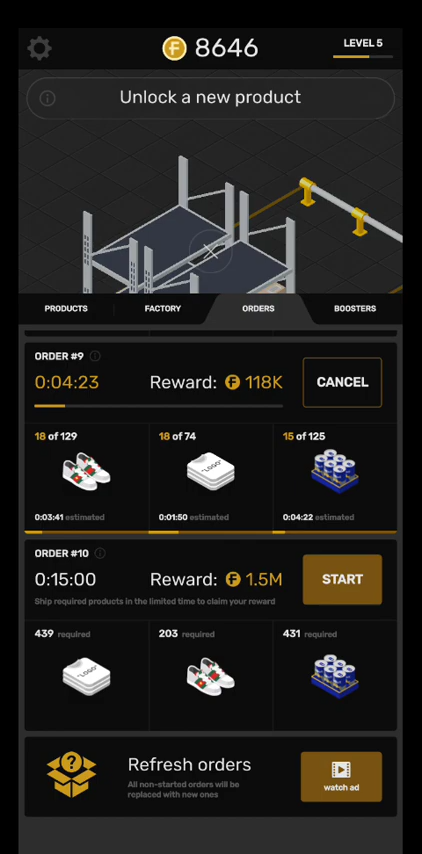 8646
LEVEL 5
Unlock a new product
PRODUCTS
FACTORY
ORDERS
BOOSTERS
ORDER #9
0:04:23
Reward: F 118K
CANCEL
18 of 129
18 of 74
15 of 125
"LOGO"
0:03:41 estimated
0:01:50 estimated
0:04:22 estimated
ORDER #10
0:15:00
Reward: F 1.5M
START
Ship required products in the limited time to claim your reward
439 required
203 required
431 required
"LOGO"
Refresh orders
All non-started orders will be
replaced with new ones
watch ad